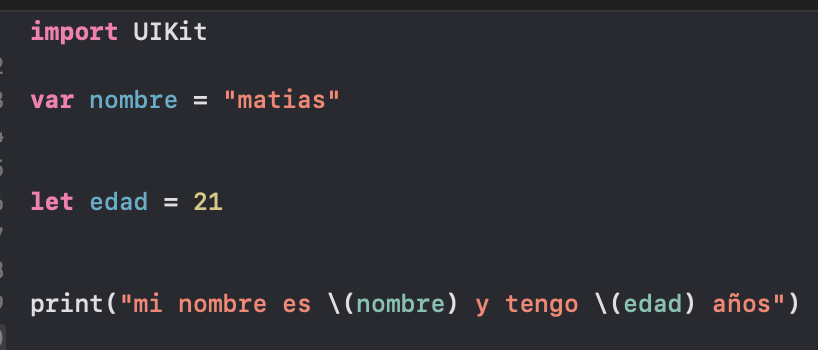 import UIKit
var nombre = "matias"
let edad = 21
print("mi nombre es \(nombre) y tengo \(edad) años")